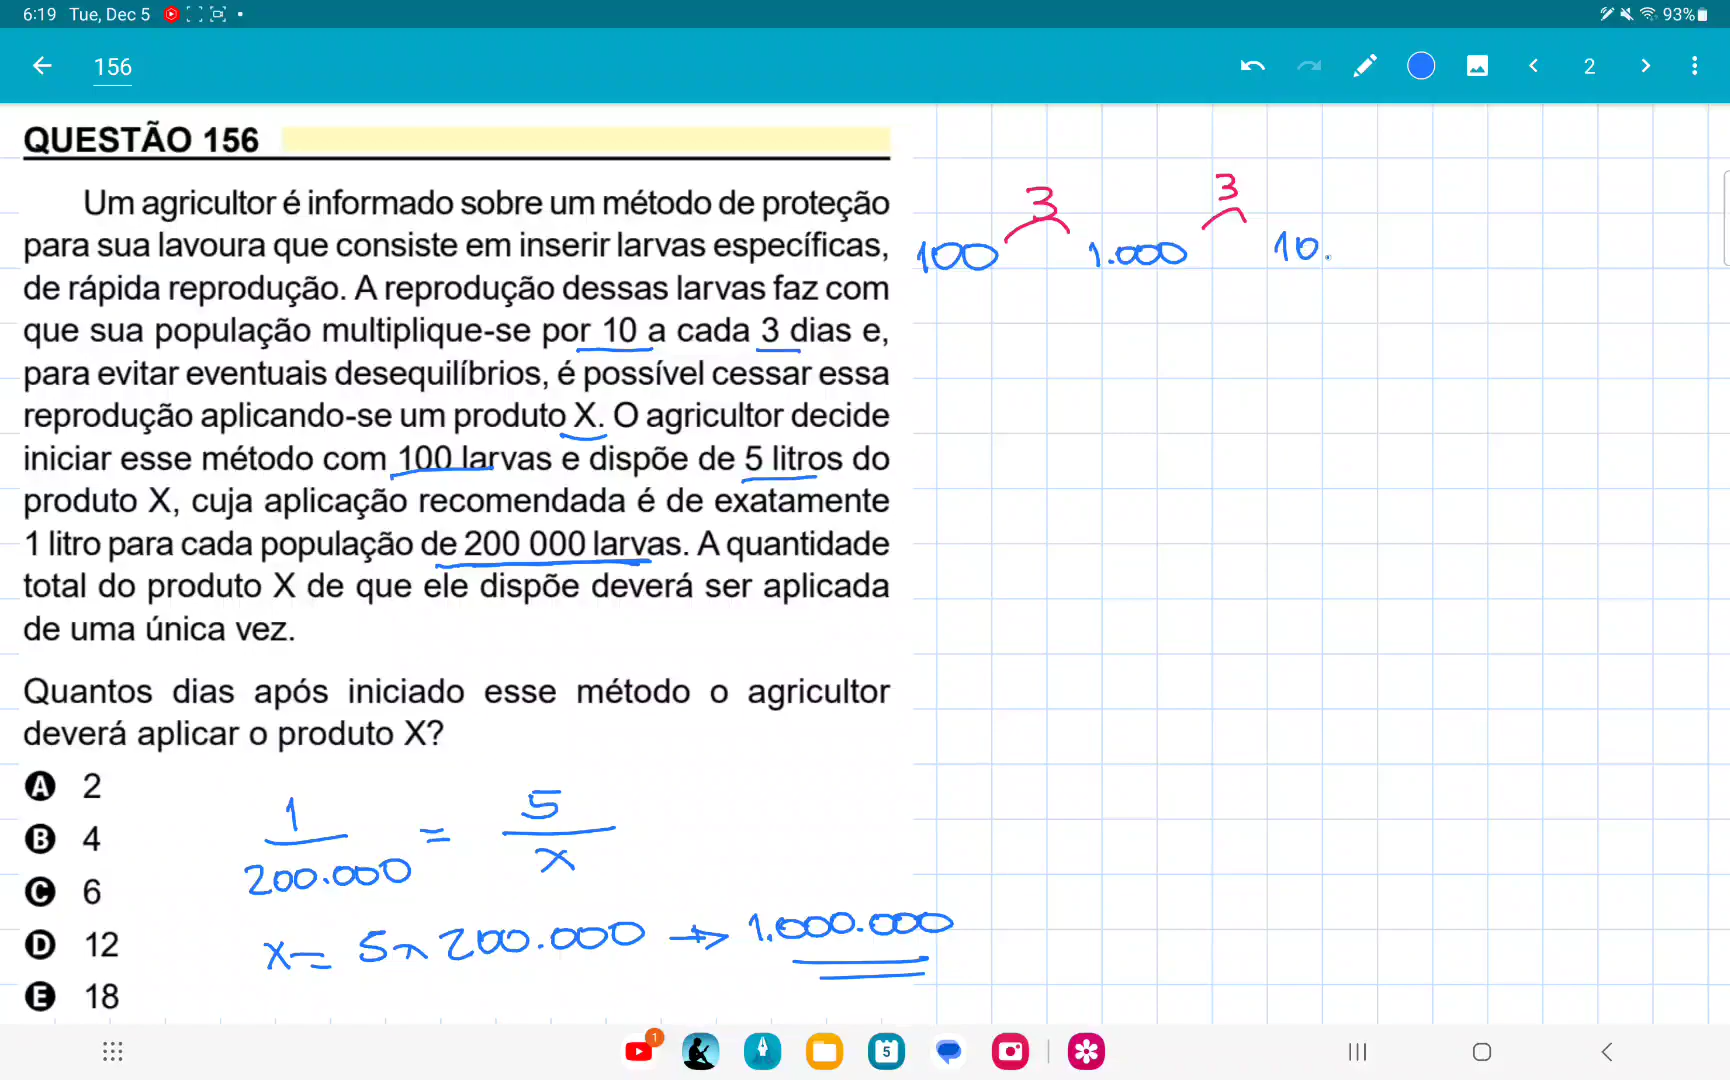 6:19 Tue, Dec 5
93%
156
2
QUESTÃO 156
Um agricultor é informado sobre um método de proteção
para sua lavoura que consiste em inserir larvas específicas,
de rápida reprodução. A reprodução dessas larvas faz com
que sua população multiplique-se por 10 a cada 3 dias e,
para evitar eventuais desequilíbrios, é possível cessar essa
reprodução aplicando-se um produto X. O agricultor decide
iniciar esse método com 100 larvas e dispõe de 5 litros do
produto X, cuja aplicação recomendada é de exatamente
1 litro para cada população de 200 000 larvas. A quantidade
total do produto X de que ele dispõe deverá ser aplicada
de uma única vez.
Quantos dias após iniciado esse método o agricultor
deverá aplicar o produto X?
A 2
B 4
C 6
D 12
E 18
1 5
= 
200.000 x
x = 5 x 200.000 → 1.000.000
3 3
100 1.000 10.
1
5